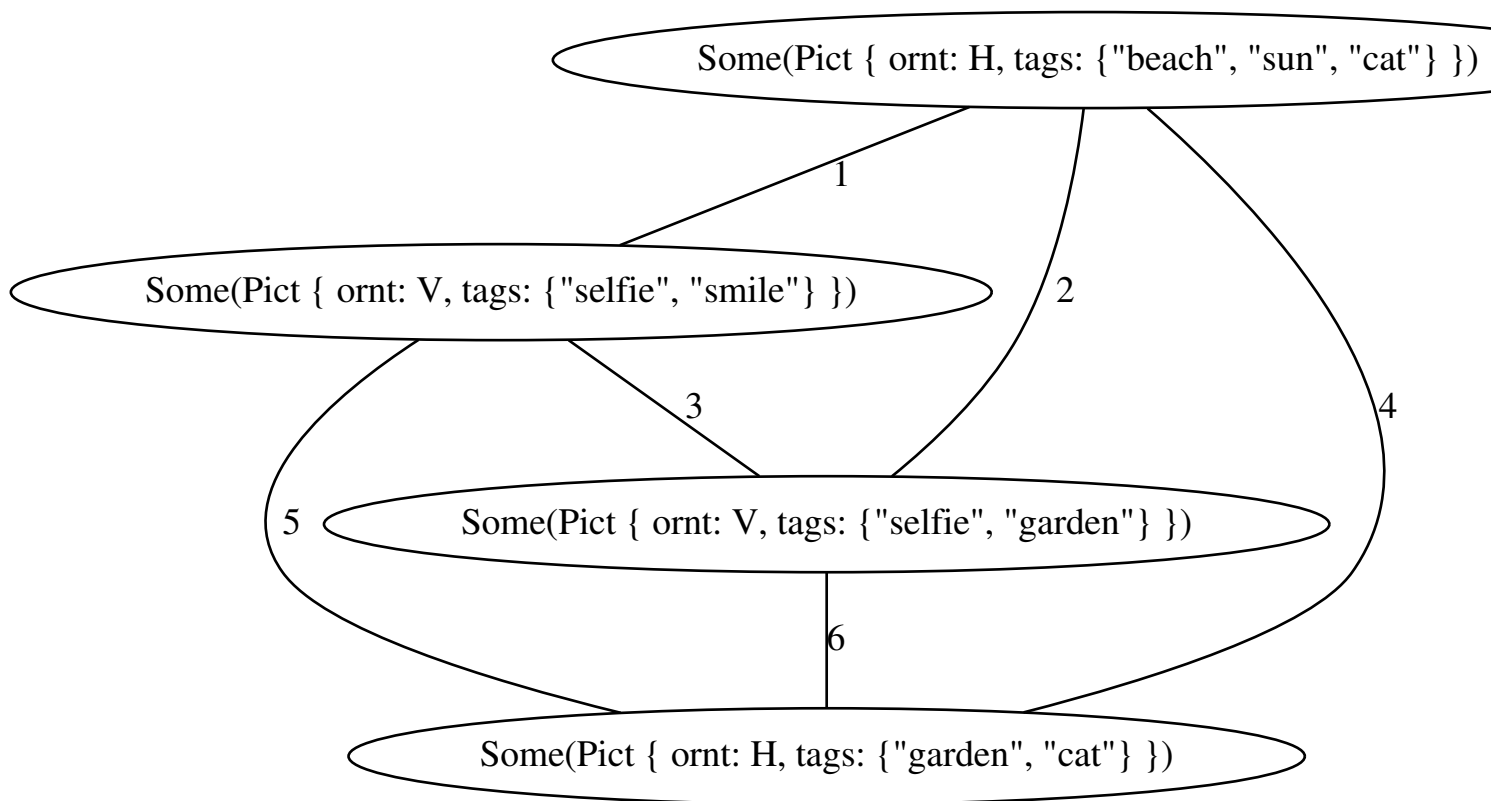 Some(Pict { ornt: H, tags: {"beach", "sun", "cat"} })
1
Some(Pict { ornt: V, tags: {"selfie", "smile"} })
2
3
4
5
Some(Pict { ornt: V, tags: {"selfie", "garden"} })
6
Some(Pict { ornt: H, tags: {"garden", "cat"} })